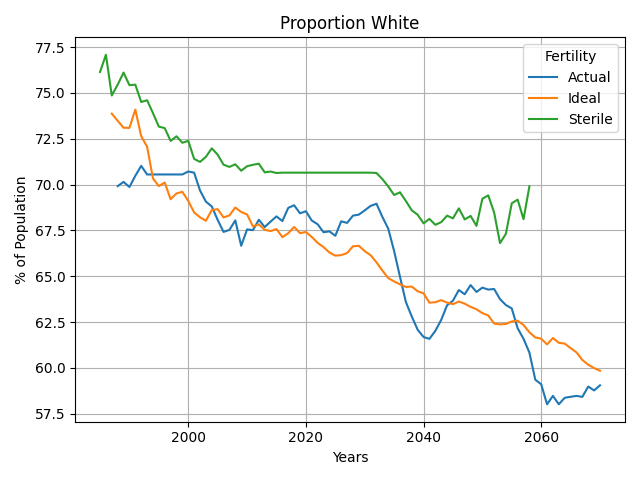 Proportion White
Fertility
Actual
Ideal
Sterile
% of Population
77.5
75.0
72.5
70.0
67.5
65.0
62.5
60.0
57.5
2000 2020 2040 2060
Years